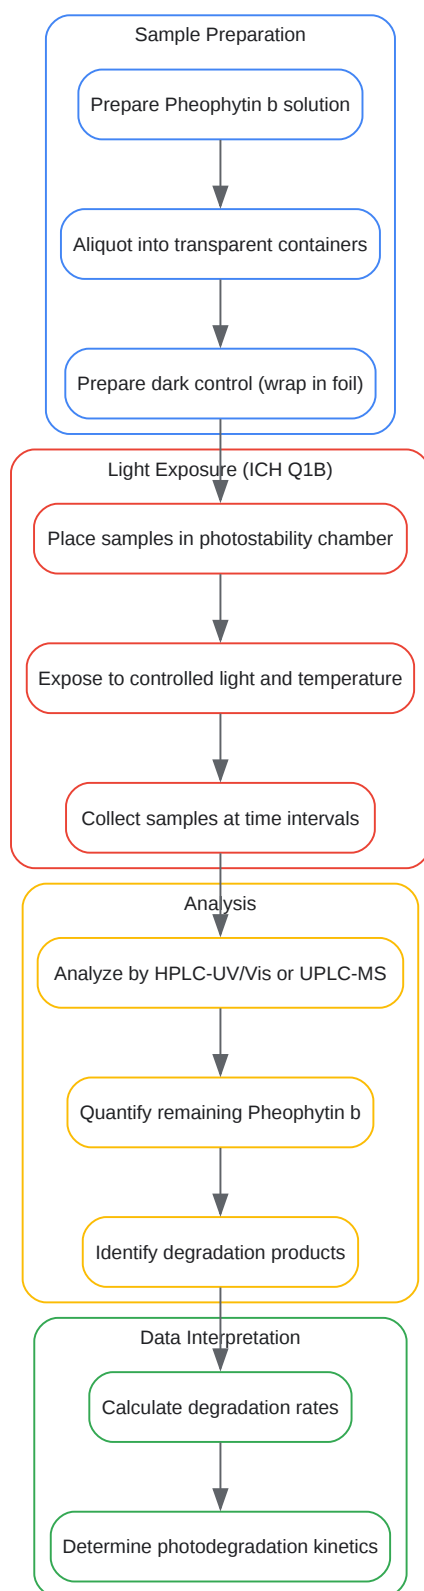 Sample Preparation
Prepare Pheophytin b solution
Aliquot into transparent containers
Prepare dark control (wrap in foil)
Light Exposure (ICH Q1B)
Place samples in photostability chamber
Expose to controlled light and temperature
Collect samples at time intervals
Analysis
Analyze by HPLC-UV/Vis or UPLC-MS
Quantify remaining Pheophytin b
Identify degradation products
Data Interpretation
Calculate degradation rates
Determine photodegradation kinetics